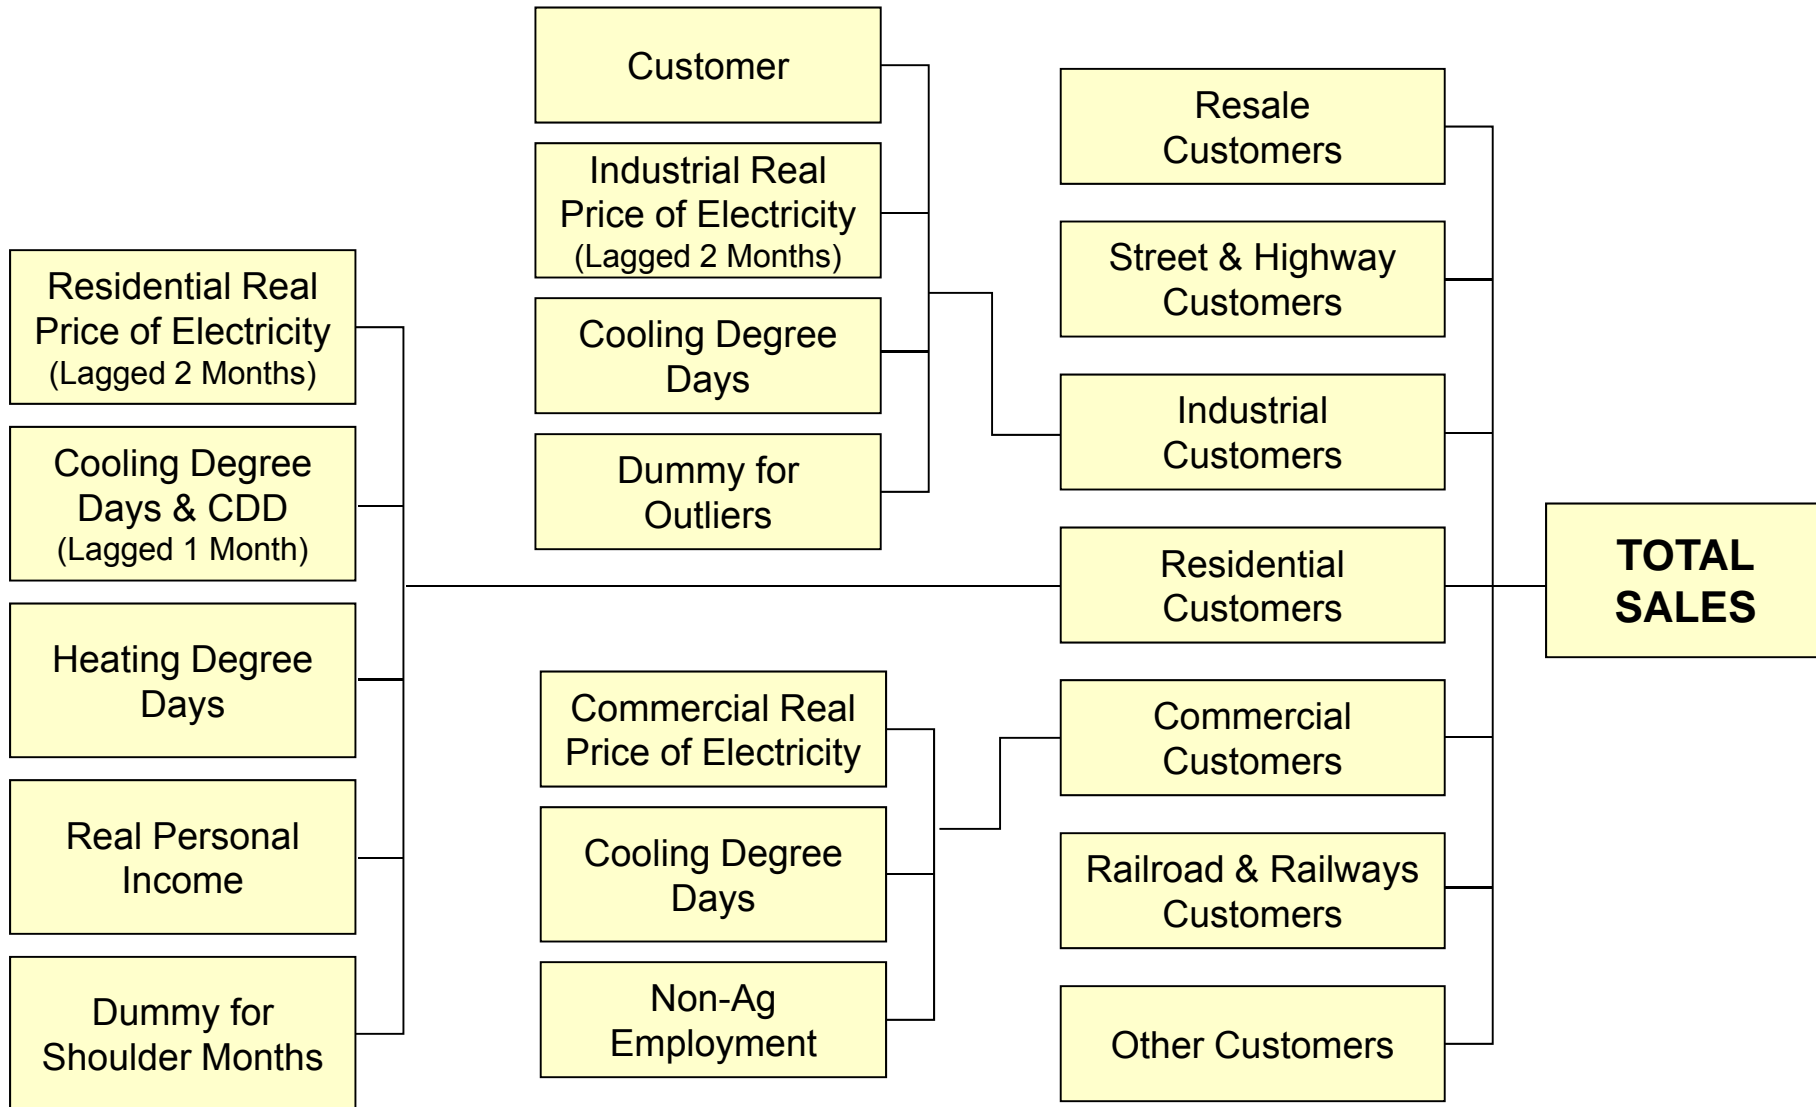 Residential Real
Price of Electricity
(Lagged 2 Months)
Cooling Degree
Days & CDD
(Lagged 1 Month)
Heating Degree
Days
Real Personal
Income
Dummy for
Shoulder Months
Customer
Industrial Real
Price of Electricity
(Lagged 2 Months)
Cooling Degree
Days
Dummy for
Outliers
Commercial Real
Price of Electricity
Cooling Degree
Days
Non-Ag
Employment
Resale
Customers
Street & Highway
Customers
Industrial
Customers
Residential
Customers
Commercial
Customers
Railroad & Railways
Customers
Other Customers
TOTAL
SALES